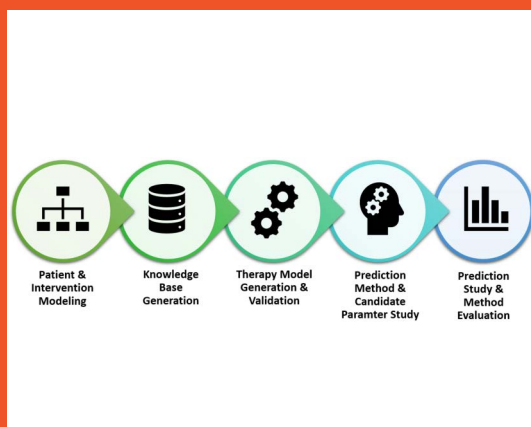 Patient &
Intervention
Modeling
Knowledge
Base
Generation
Therapy Model
Generation &
Validation
Prediction
Method &
Candidate
Paramter Study
Prediction
Study &
Method
Evaluation